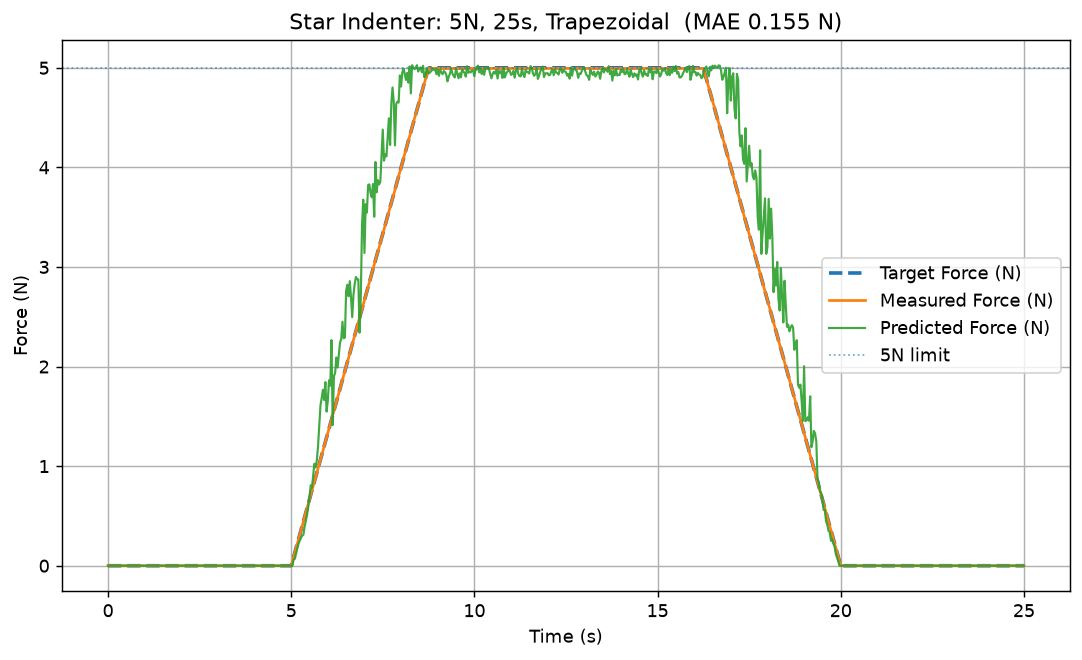 Star Indenter: 5N, 25s, Trapezoidal  (MAE 0.155 N)
Force (N)
5
4
3
2
1
0
Target Force (N)
Measured Force (N)
Predicted Force (N)
5N limit
0 5 10 15 20 25
Time (s)